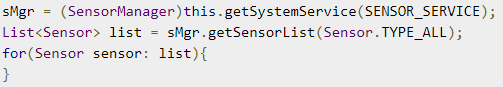 sMgr = (SensorManager)this.getSystemService(SENSOR_SERVICE);
List<Sensor> list = sMgr.getSensorList(Sensor.TYPE_ALL);
for(Sensor sensor: list){
}